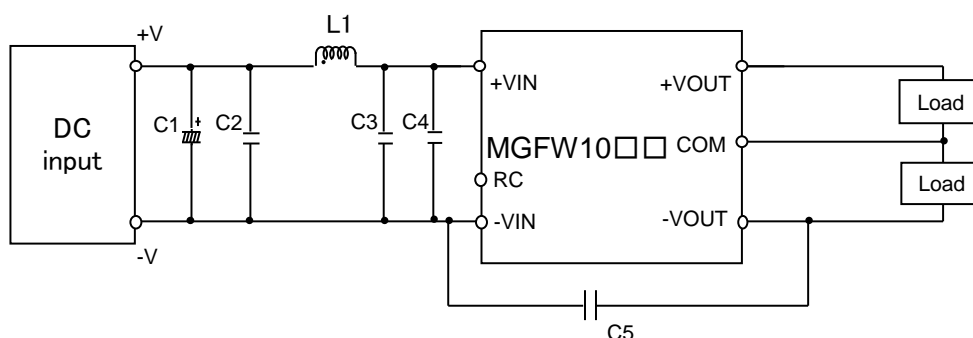 +V
L1
DC
input
C1
+
C2
C3
C4
+VIN
+VOUT
MGFW10□□
COM
RC
-VIN
-VOUT
Load
Load
-V
C5